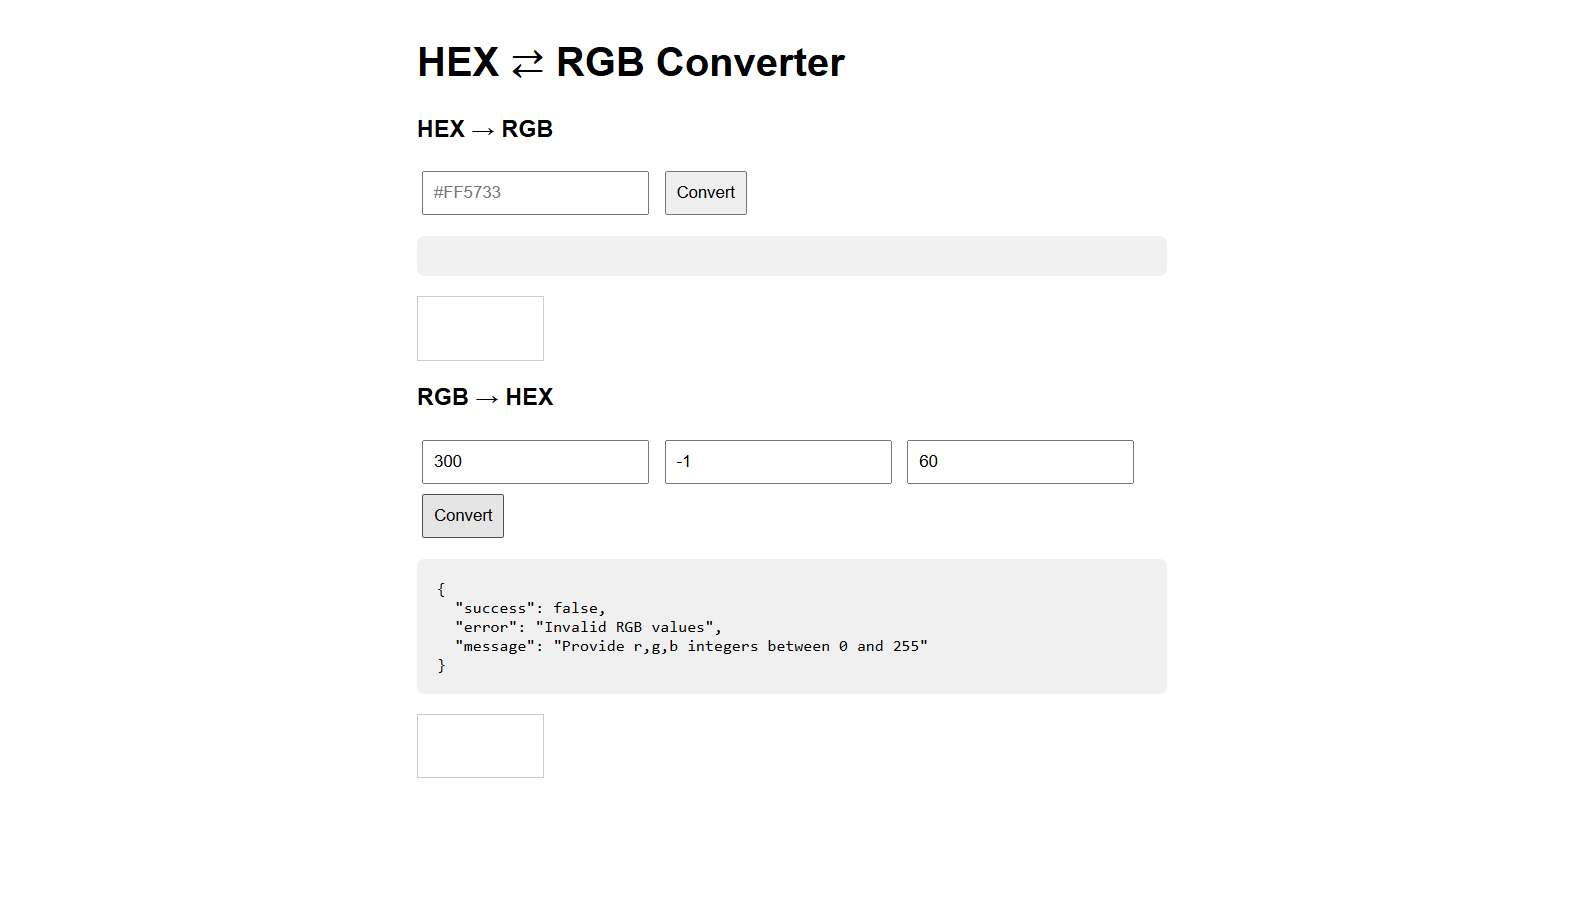 HEX ⇄ RGB Converter
HEX → RGB
#FF5733 Convert
RGB → HEX
300 -1 60
Convert
{
  "success": false,
  "error": "Invalid RGB values",
  "message": "Provide r,g,b integers between 0 and 255"
}